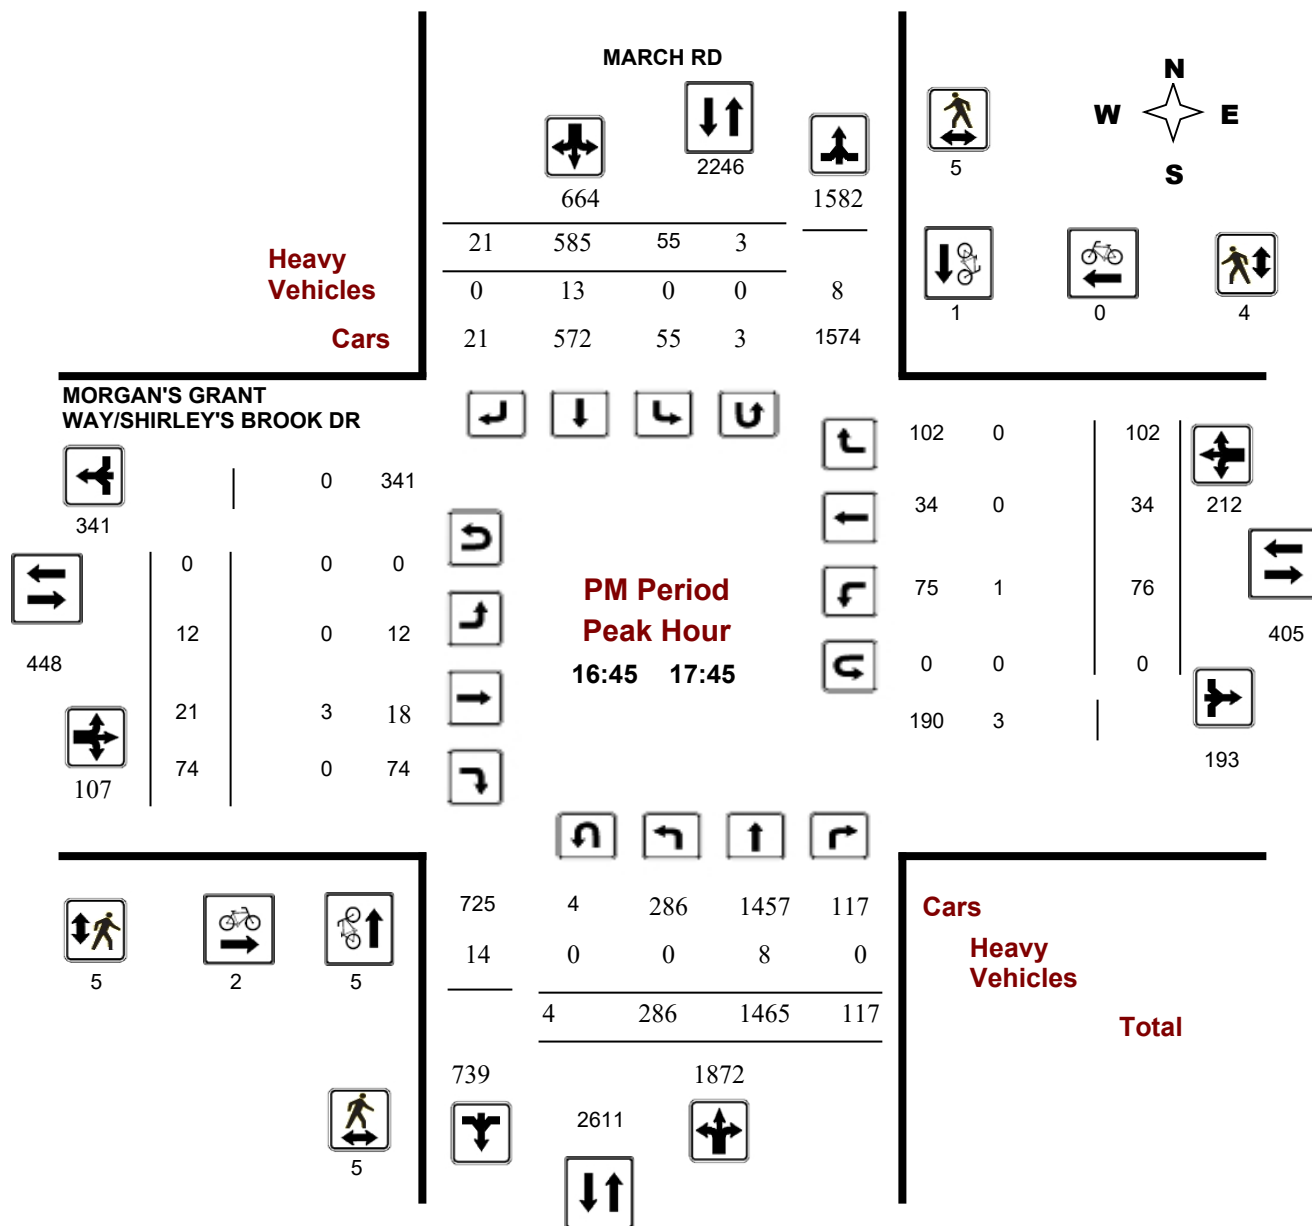 MARCH RD
N
W E
S
2246
5
664 1582
21 585 55 3
Heavy
Vehicles
0 13 0 0 8
1 0 4
Cars
21 572 55 3 1574
MORGAN'S GRANT
WAY/SHIRLEY'S BROOK DR
102 0 102
0 341
341
34 0 34 212
0 0 0
PM Period
75 1 76
12 0 12
Peak Hour
405
448
16:45 17:45
0 0 0
21 3 18
190 3
74 0 74
193
107
725 4 286 1457 117
Cars
14 0 0 8 0
Heavy
Vehicles
5 2 5
4 286 1465 117
Total
739 1872
2611
5